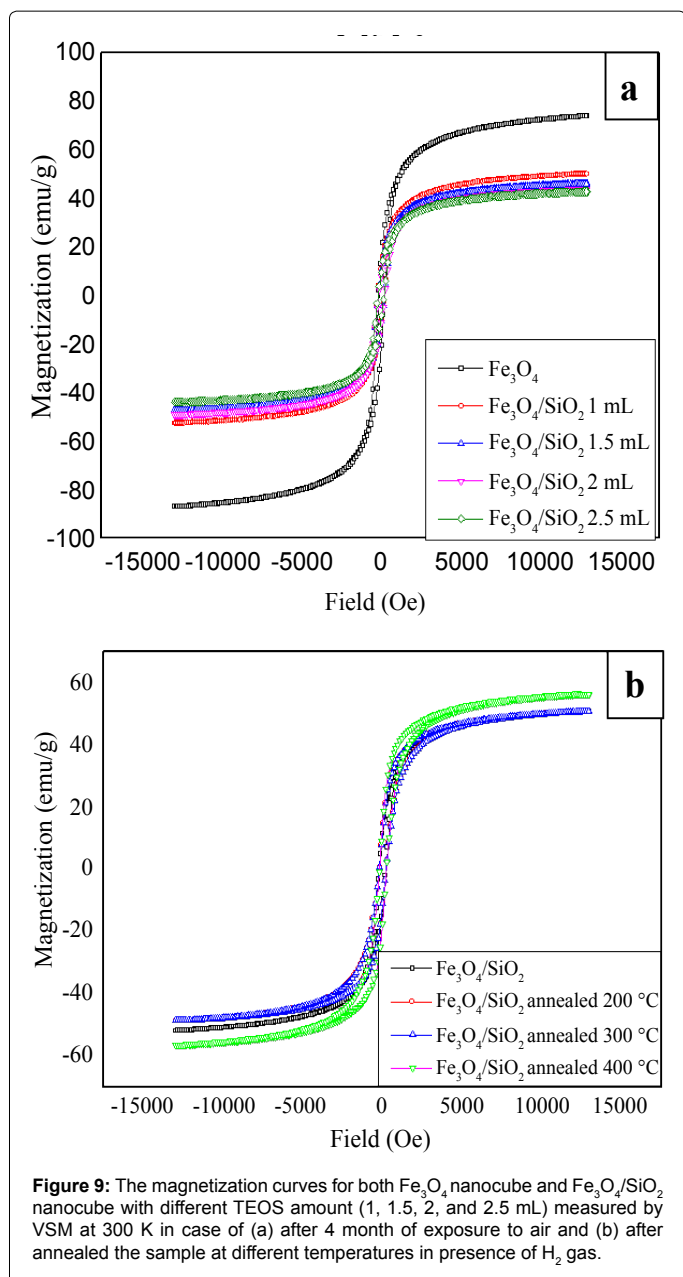 a
100
80
60
40
20
0
-20
-40
-60
-80
-100
Magnetization (emu/g)
Fe₃O₄
Fe₃O₄/SiO₂ 1 mL
Fe₃O₄/SiO₂ 1.5 mL
Fe₃O₄/SiO₂ 2 mL
Fe₃O₄/SiO₂ 2.5 mL
-15000 -10000 -5000 0 5000 10000 15000
Field (Oe)
b
60
40
20
0
-20
-40
-60
Magnetization (emu/g)
Fe₃O₄/SiO₂
Fe₃O₄/SiO₂ annealed 200 °C
Fe₃O₄/SiO₂ annealed 300 °C
Fe₃O₄/SiO₂ annealed 400 °C
-15000 -10000 -5000 0 5000 10000 15000
Field (Oe)
Figure 9: The magnetization curves for both Fe₃O₄ nanocube and Fe₃O₄/SiO₂
nanocube with different TEOS amount (1, 1.5, 2, and 2.5 mL) measured by
VSM at 300 K in case of (a) after 4 month of exposure to air and (b) after
annealed the sample at different temperatures in presence of H₂ gas.